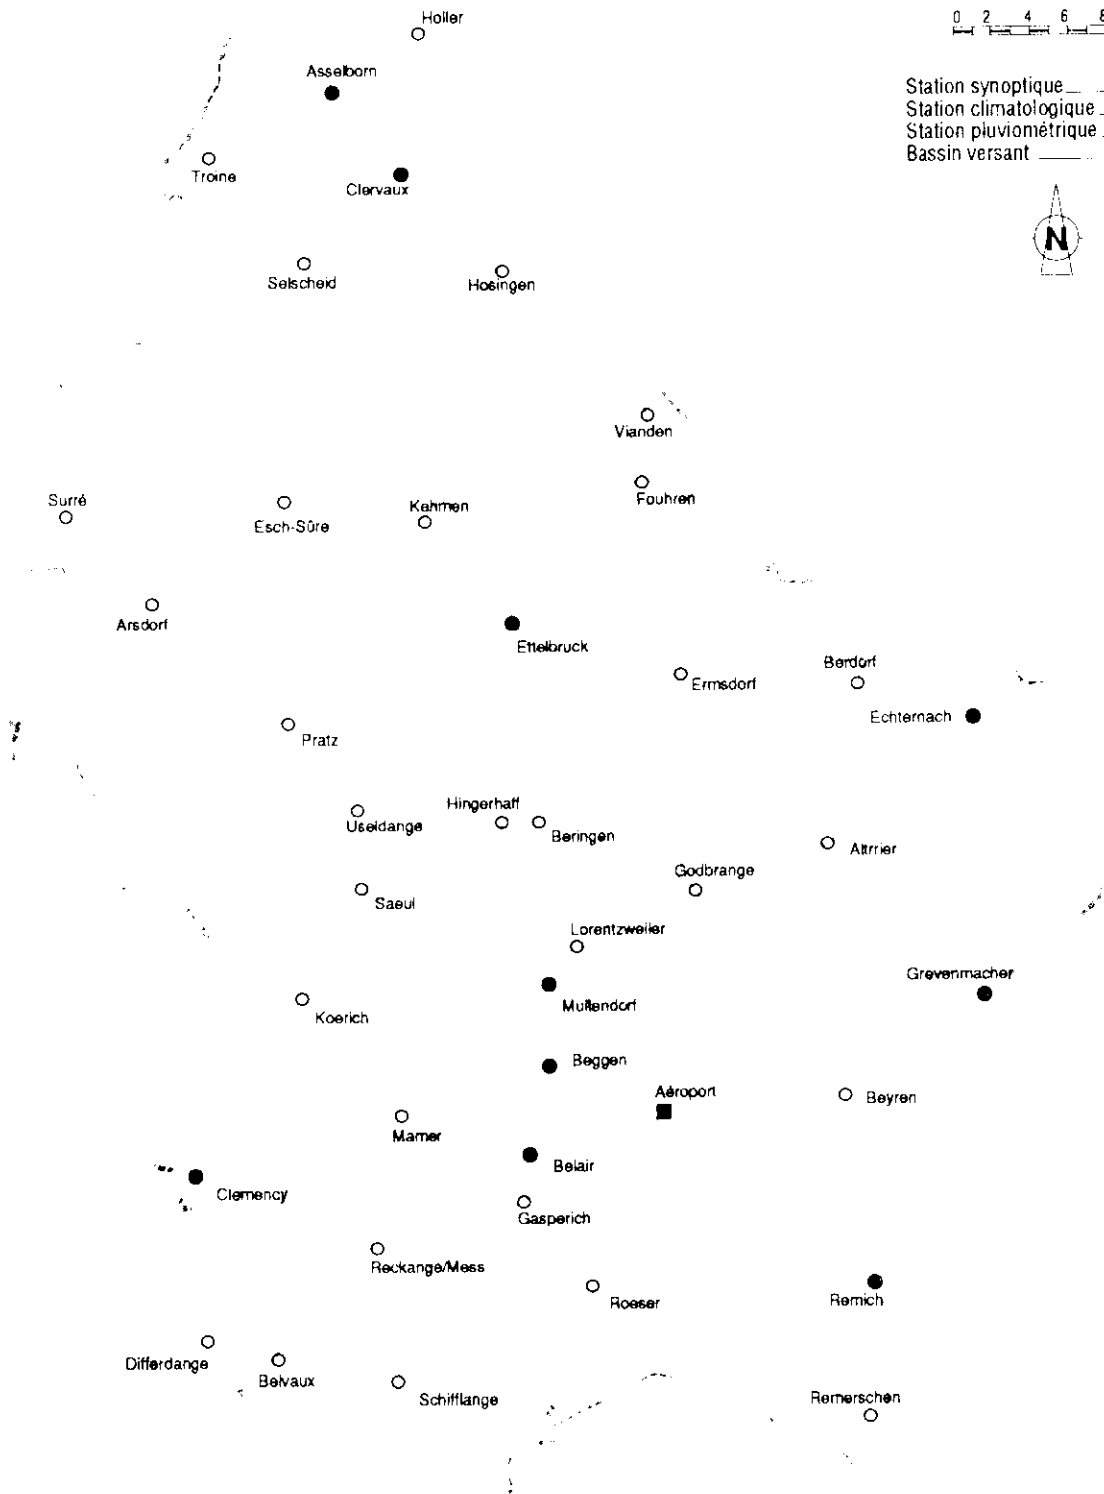 0 2 4 6 8
Holler
Asselborn
Station synoptique
Station climatologique
Station pluviométrique
Bassin versant
Troine
Clervaux
N
Selscheid
Hosingen
Vianden
Surré
Esch-Sûre
Kehmen
Fouhren
Arsdorf
Ettelbruck
Ermsdorf
Berdorf
Echternach
Pratz
Useldange
Hingerhaff
Beringen
Altrrier
Godbrange
Saeul
Lorentzweiler
Grevenmacher
Koerich
Mullendorf
Beggen
Aéroport
Beyren
Mamer
Belair
Clemency
Gasperich
Reckange/Mess
Roeser
Remich
Differdange
Belvaux
Schifflange
Remerschen